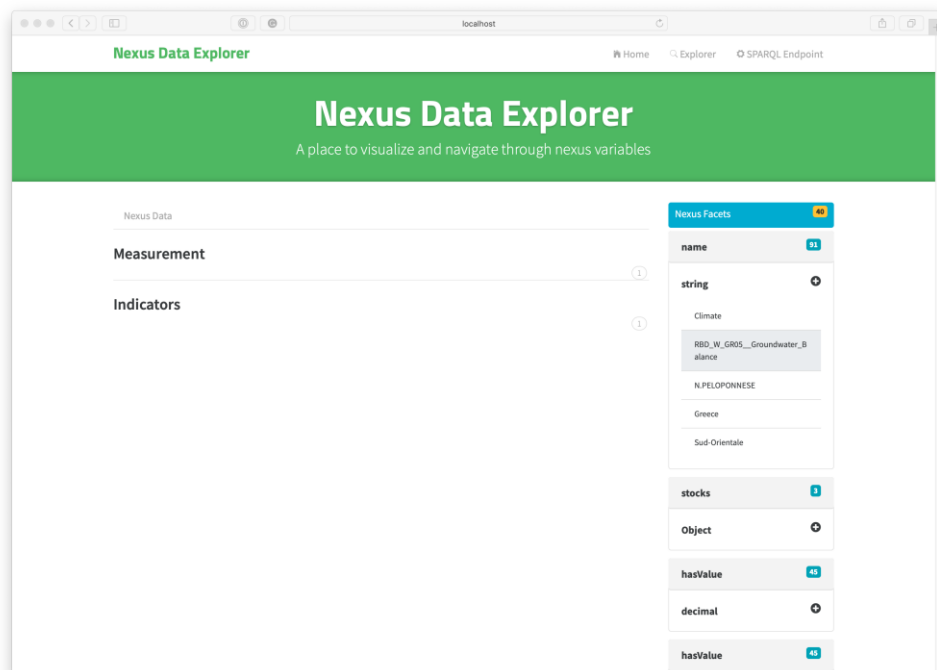 localhost
Nexus Data Explorer
Home
Explorer
SPARQL Endpoint
Nexus Data Explorer
A place to visualize and navigate through nexus variables
Nexus Data
Measurement
1
Indicators
1
Nexus Facets 40
name 91
string
Climate
RBD_W_GR05__Groundwater_B
alance
N.PELOPONNESE
Greece
Sud-Orientale
stocks 3
Object
hasValue 45
decimal
hasValue 45